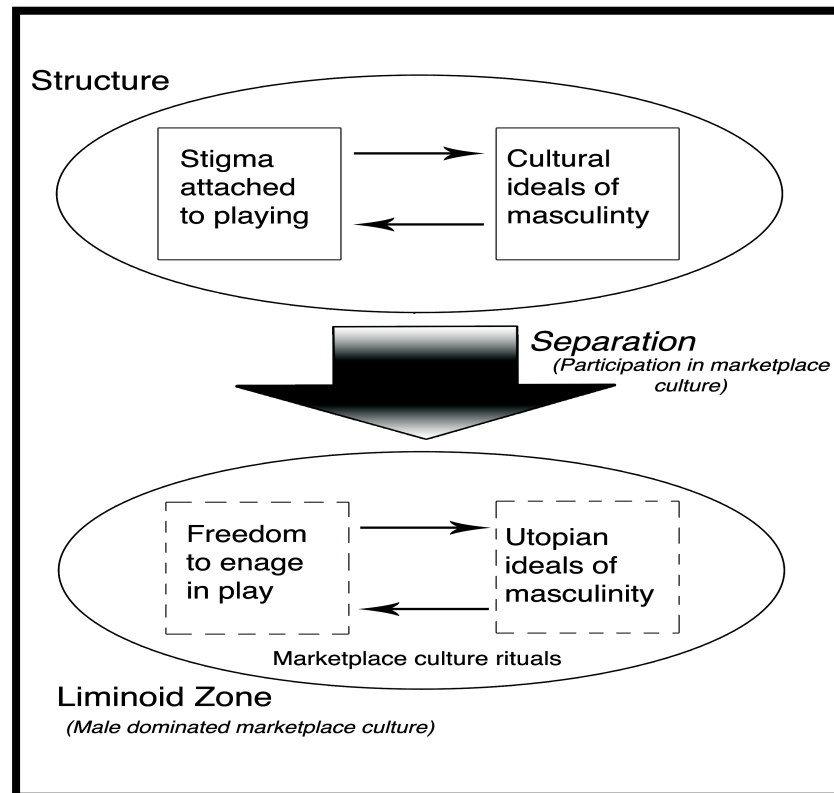 Structure
Stigma
attached
to playing
Cultural
ideals of
masculinty
Separation
(Participation in marketplace
culture)
Freedom
to enage
in play
Utopian
ideals of
masculinity
Marketplace culture rituals
Liminoid Zone
(Male dominated marketplace culture)